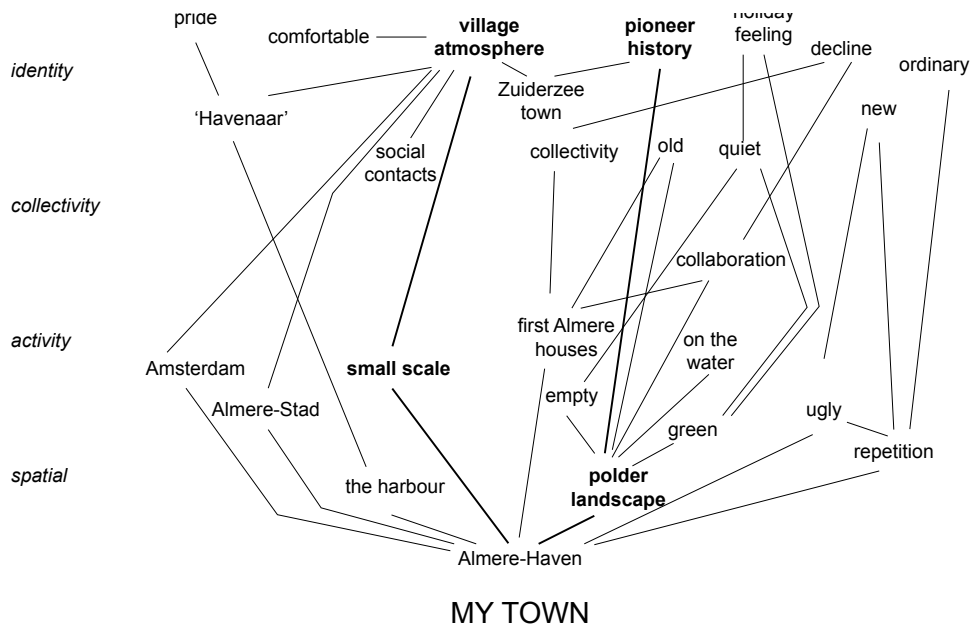 pride
comfortable
village
atmosphere
pioneer
history
holiday
feeling
decline
identity
ordinary
Zuiderzee
town
'Havenaar'
new
social
contacts
collectivity
old
quiet
collectivity
collaboration
first Almere
houses
on the
water
activity
Amsterdam
small scale
empty
Almere-Stad
ugly
green
repetition
spatial
the harbour
polder
landscape
Almere-Haven
MY TOWN